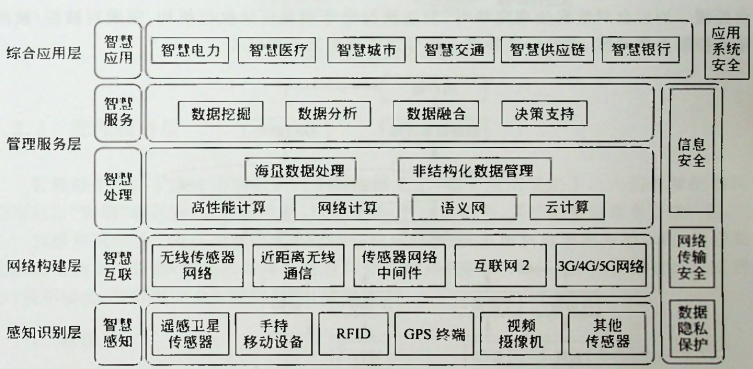 综合应用层
智慧
应用
智慧电力
智慧医疗
智慧城市
智慧交通
智慧供应链
智慧银行
应用
系统
安全
管理服务层
智慧
服务
数据挖掘
数据分析
数据融合
决策支持
智慧
处理
海量数据处理
非结构化数据管理
高性能计算
网络计算
语义网
云计算
信息
安全
网络构建层
智慧
互联
无线传感器
网络
近距离无线
通信
传感器网络
中间件
互联网 2
3G/4G/5G网络
网络
传输
安全
感知识别层
智慧
感知
遥感卫星
传感器
手持
移动设备
RFID
GPS 终端
视频
摄像机
其他
传感器
数据
隐私
保护